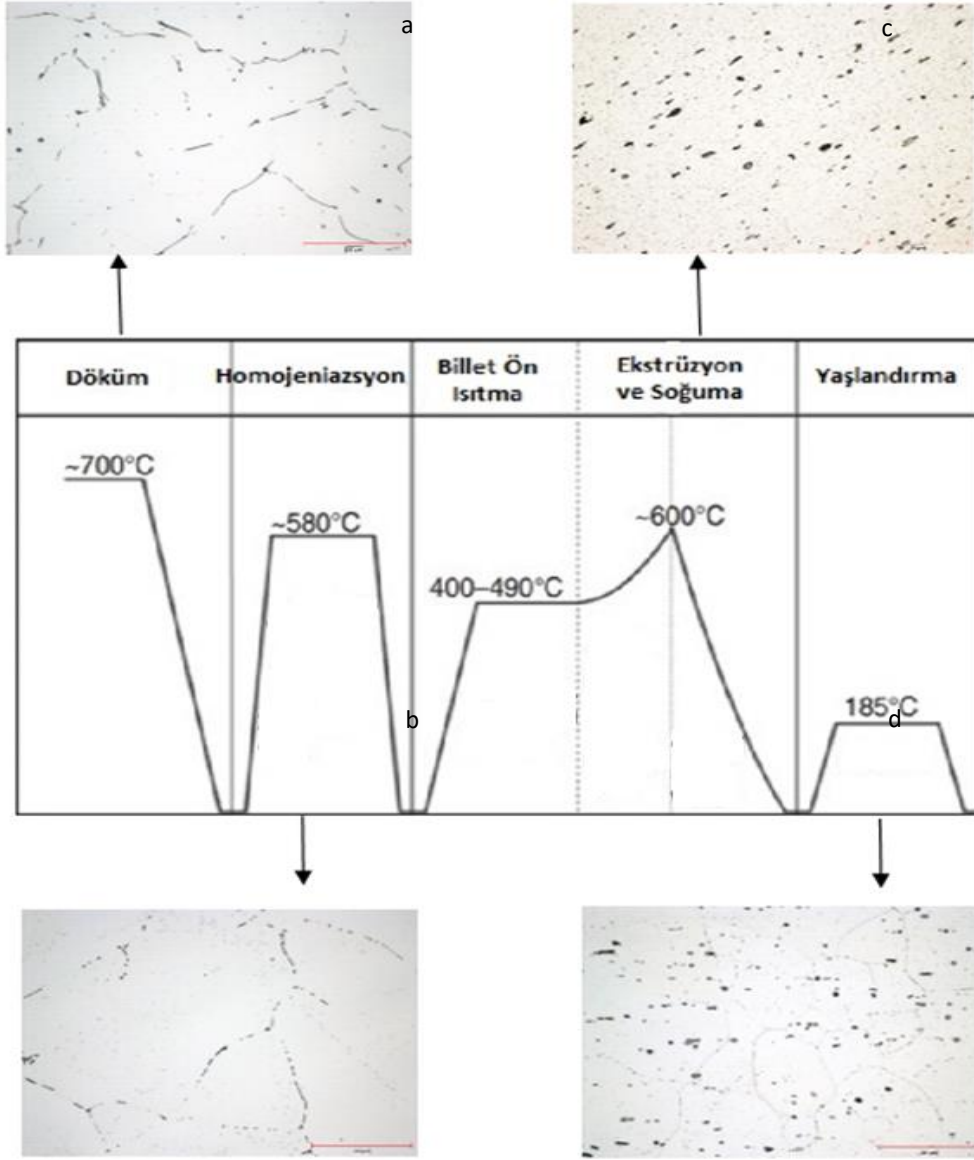 a
c
Döküm
Homojeniazsyon
Billet Ön
Isıtma
Ekstrüzyon
ve Soğuma
Yaşlandırma
~700°C
~580°C
400–490°C
~600°C
185°C
b
d